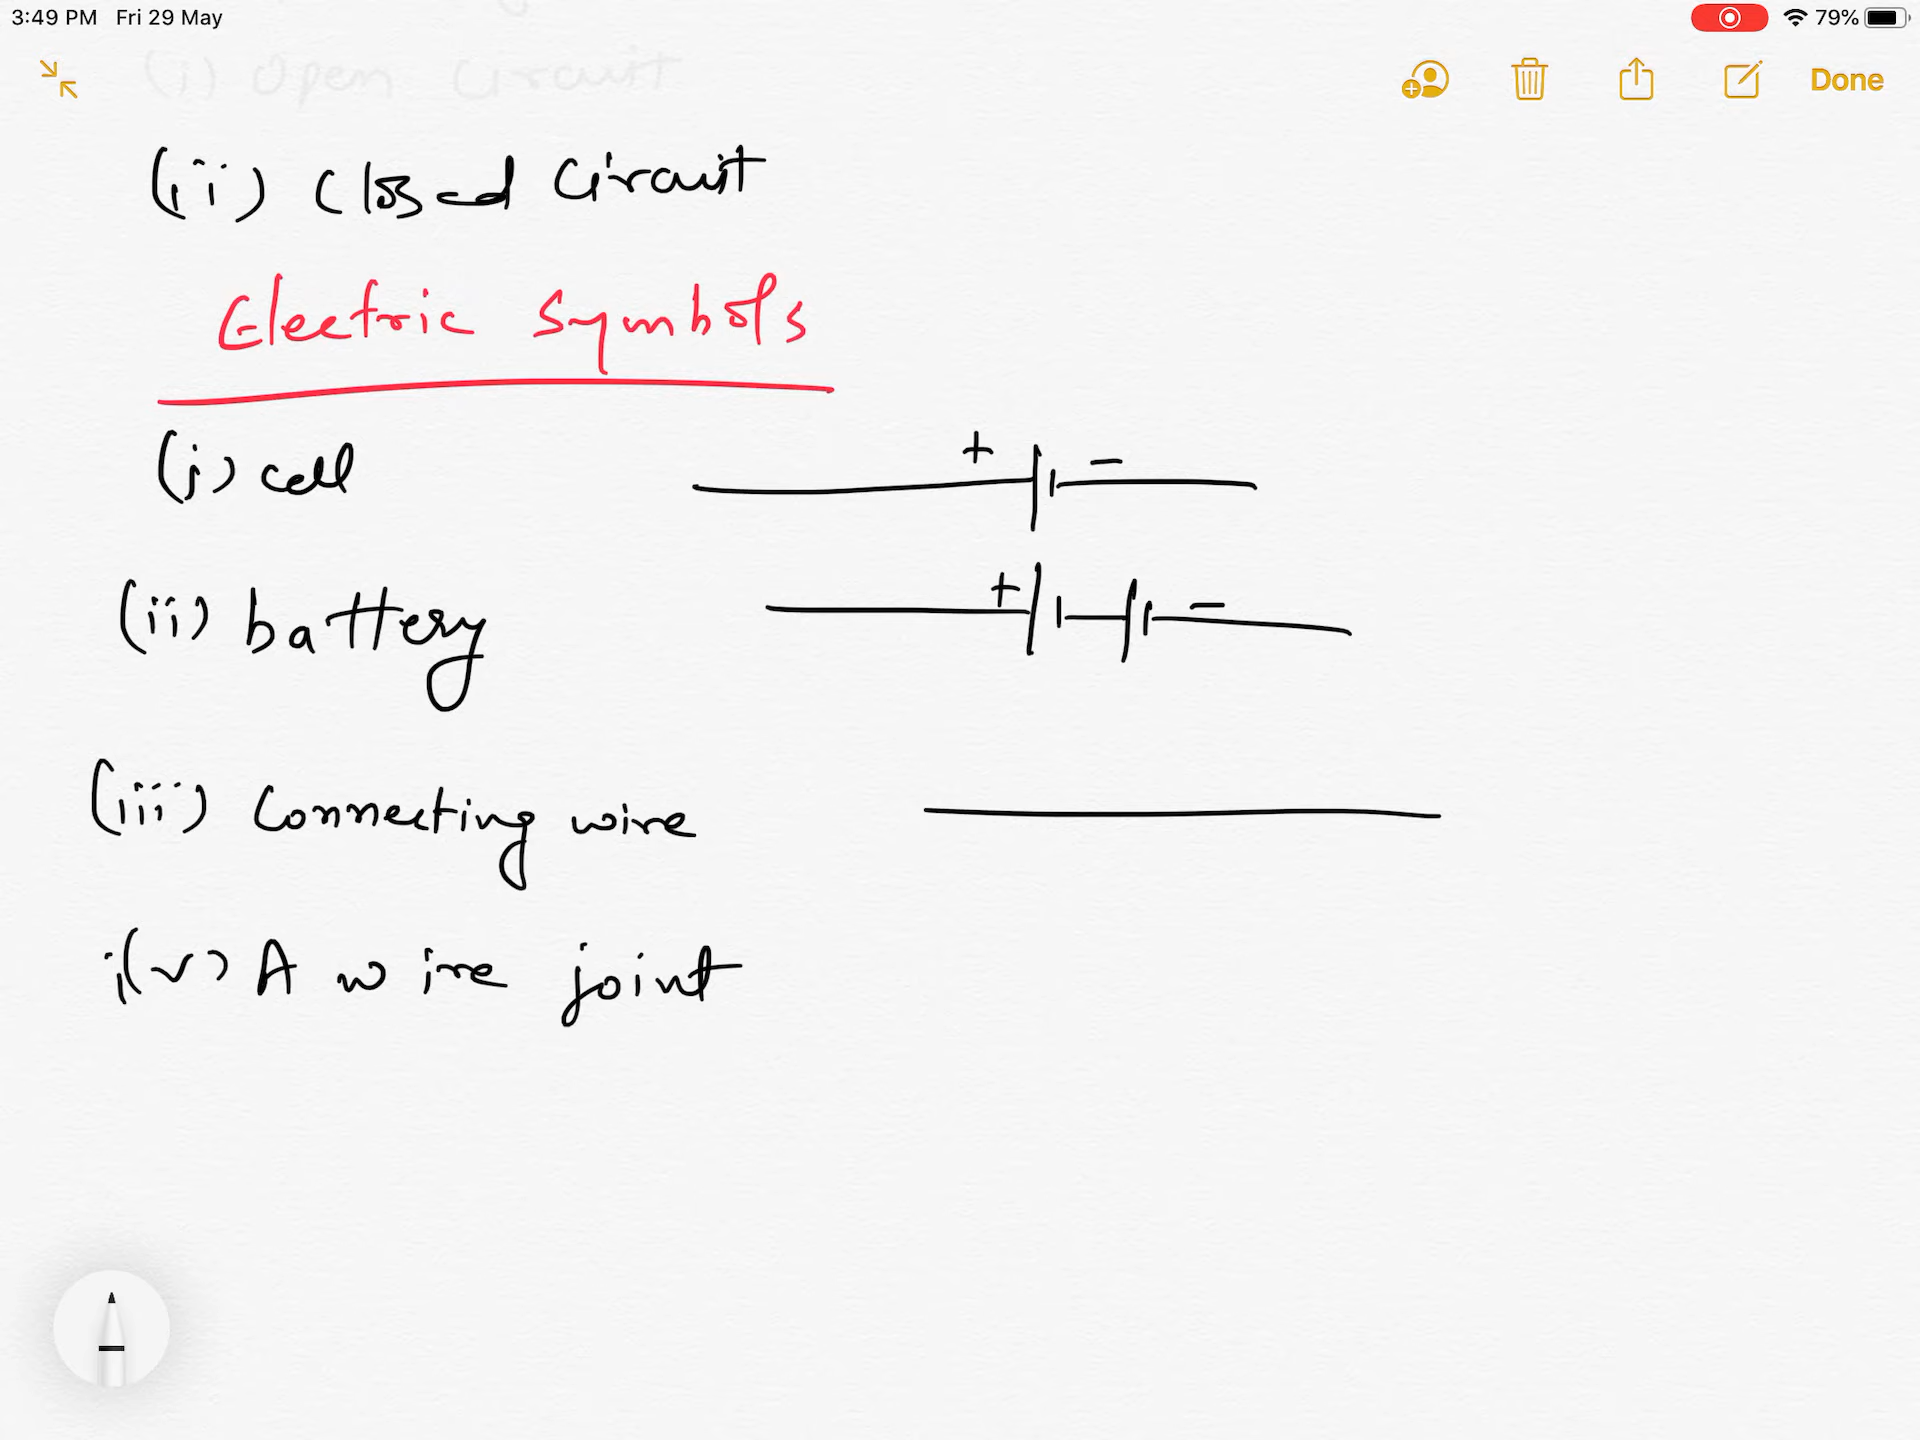 3:49 PM Fri 29 May 79%
(i) Open Circuit
Done
(ii) Closed Circuit
Electric Symbols
(i) cell + –
(ii) battery + –
(iii) Connecting wire
i(v) A wire joint